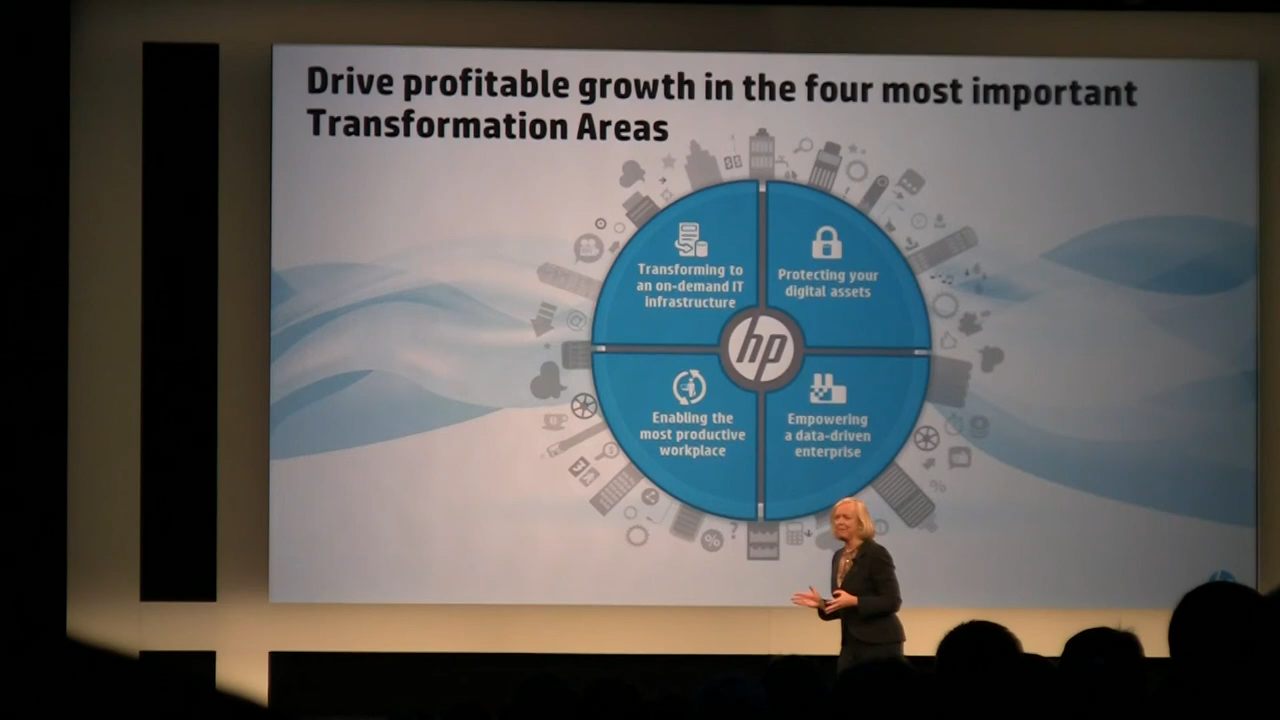 Drive profitable growth in the four most important
Transformation Areas
Transforming to
an on-demand IT
infrastructure
Protecting your
digital assets
hp
Enabling the
most productive
workplace
Empowering
a data-driven
enterprise